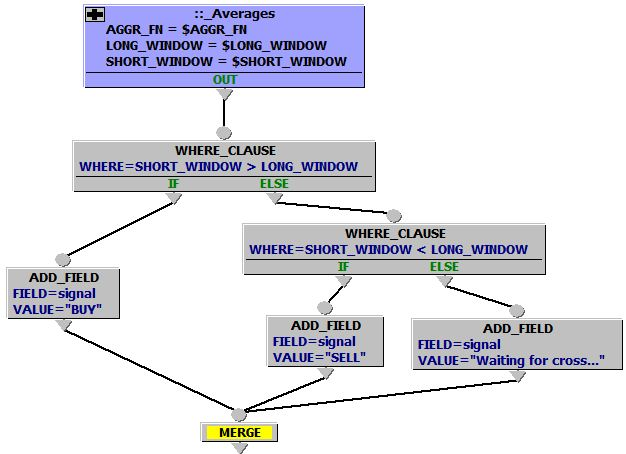 ::_Averages
AGGR_FN = $AGGR_FN
LONG_WINDOW = $LONG_WINDOW
SHORT_WINDOW = $SHORT_WINDOW
OUT
WHERE_CLAUSE
WHERE=SHORT_WINDOW > LONG_WINDOW
IF ELSE
WHERE_CLAUSE
WHERE=SHORT_WINDOW < LONG_WINDOW
IF ELSE
ADD_FIELD
FIELD=signal
VALUE="BUY"
ADD_FIELD
FIELD=signal
VALUE="SELL"
ADD_FIELD
FIELD=signal
VALUE="Waiting for cross..."
MERGE